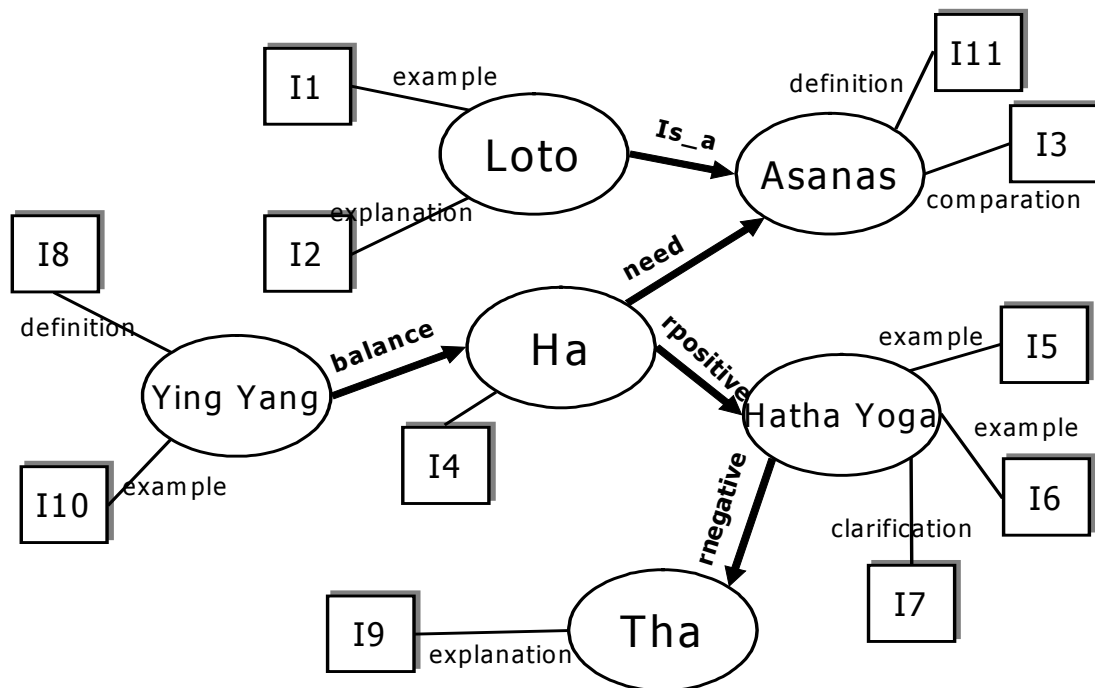 I11
I1
example
definition
Is_a
Loto
I3
Asanas
comparation
explanation
I2
I8
need
definition
balance
rpositive
example
I5
Ha
Ying Yang
Hatha Yoga
example
I4
rnegative
I10
example
I6
clarification
I7
I9
Tha
explanation